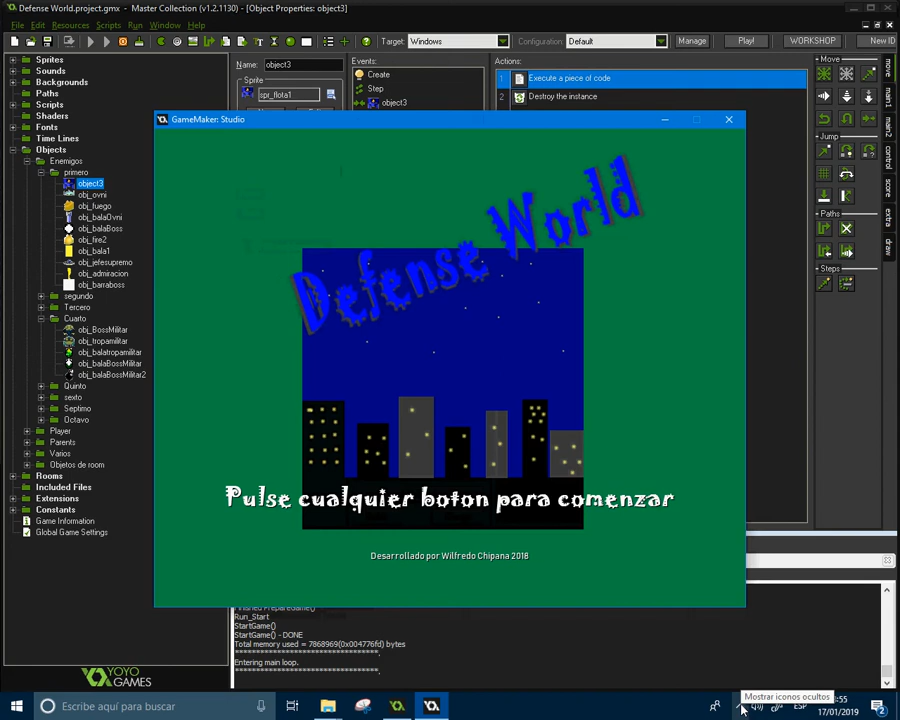 Defense World.project.gmx - Master Collection (v1.2.1130) - [Object Properties: object3]
File Edit Resources Scripts Run Window Help
Target: Windows Configuration: Default Manage Play! WORKSHOP New ID
Sprites
Sounds
Backgrounds
Paths
Scripts
Shaders
Fonts
Time Lines
Objects
Enemigos
primero
object3
obj_ovni
obj_fuego
obj_balaOvni
obj_balaBoss
obj_fire2
obj_bala1
obj_jefesupremo
obj_admiracion
obj_barraboss
segundo
Tercero
Cuarto
obj_BossMilitar
obj_tropamilitar
obj_balatropamilitar
obj_balaBossMilitar
obj_balaBossMilitar2
Quinto
sexto
Septimo
Octavo
Player
Parents
Varios
Objetos de room
Rooms
Included Files
Extensions
Constants
Game Information
Global Game Settings
YOYO
GAMES
Name: object3
Sprite
spr_flota1
Events:
Create
Step
object3
Actions:
1 Execute a piece of code
2 Destroy the instance
Move
Jump
Paths
Steps
move
main1
main2
control
score
extra
draw
GameMaker: Studio
Defense World
Pulse cualquier boton para comenzar
Desarrollado por Wilfredo Chipana 2018
Finished PrepareGame()
Run_Start
StartGame()
StartGame() - DONE
Total memory used = 7868969(0x004776fd) bytes
Entering main loop.
Mostrar iconos ocultos
Escribe aquí para buscar
ESP
:55
17/01/2019
2